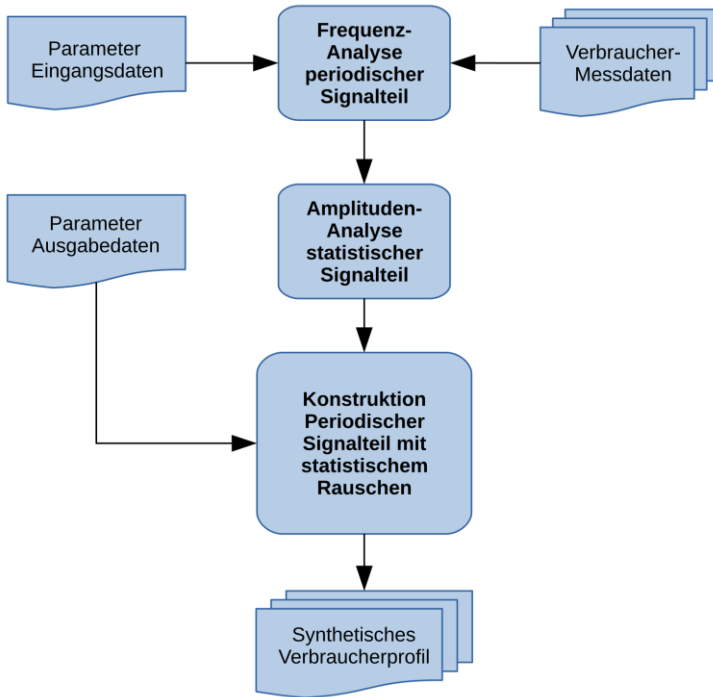 Parameter
Eingangsdaten
Frequenz-
Analyse
periodischer
Signalteil
Verbraucher-
Messdaten
Parameter
Ausgabedaten
Amplituden-
Analyse
statistischer
Signalteil
Konstruktion
Periodischer
Signalteil mit
statistischem
Rauschen
Synthetisches
Verbraucherprofil